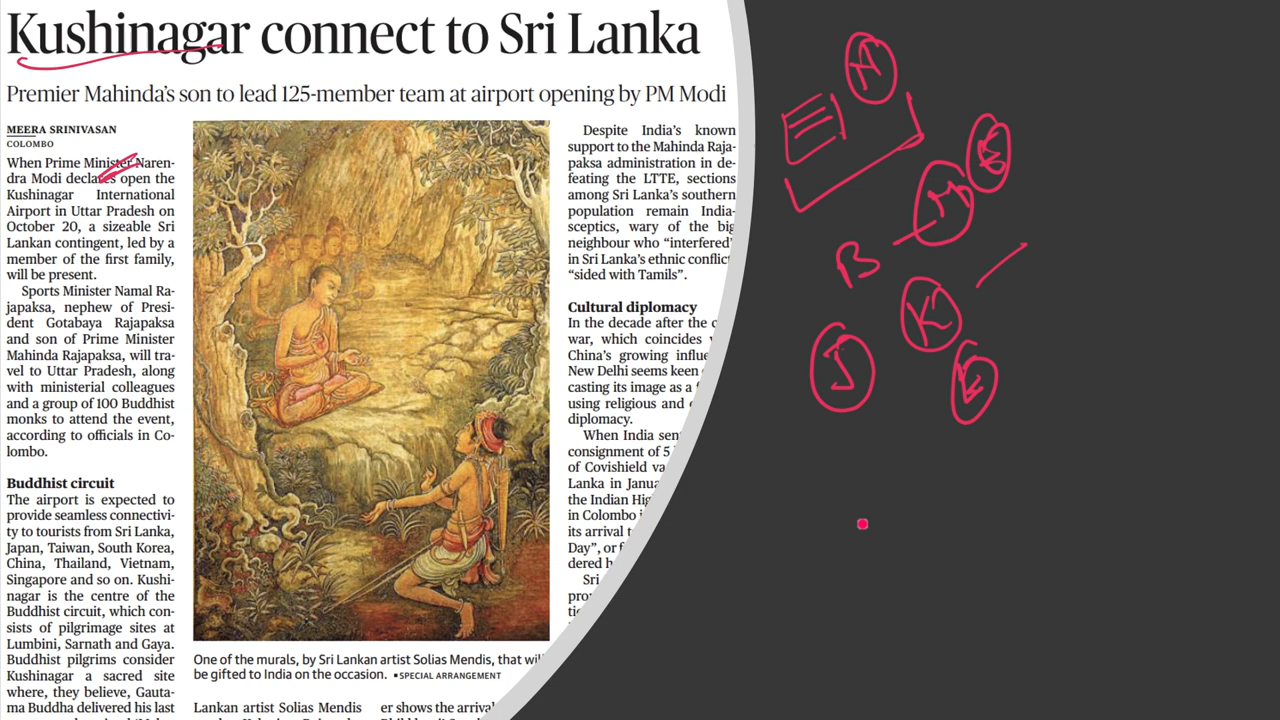 Kushinagar connect to Sri Lanka
Premier Mahinda's son to lead 125-member team at airport opening by PM Modi
MEERA SRINIVASAN
COLOMBO
When Prime Minister Naren-
dra Modi declares open the
Kushinagar International
Airport in Uttar Pradesh on
October 20, a sizeable Sri
Lankan contingent, led by a
member of the first family,
will be present.
Sports Minister Namal Ra-
japaksa, nephew of Presi-
dent Gotabaya Rajapaksa
and son of Prime Minister
Mahinda Rajapaksa, will tra-
vel to Uttar Pradesh, along
with ministerial colleagues
and a group of 100 Buddhist
monks to attend the event,
according to officials in Co-
lombo.
Buddhist circuit
The airport is expected to
provide seamless connectivi-
ty to tourists from Sri Lanka,
Japan, Taiwan, South Korea,
China, Thailand, Vietnam,
Singapore and so on. Kushi-
nagar is the centre of the
Buddhist circuit, which con-
sists of pilgrimage sites at
Lumbini, Sarnath and Gaya.
Buddhist pilgrims consider
Kushinagar a sacred site
where, they believe, Gauta-
ma Buddha delivered his last
One of the murals, by Sri Lankan artist Solias Mendis, that will
be gifted to India on the occasion. ▪SPECIAL ARRANGEMENT
Lankan artist Solias Mendis
er shows the arrival
Despite India's known
support to the Mahinda Raja-
paksa administration in de-
feating the LTTE, sections
among Sri Lanka's southern
population remain India-
sceptics, wary of the big
neighbour who "interfered"
in Sri Lanka's ethnic conflict
"sided with Tamils".
Cultural diplomacy
In the decade after the
war, which coincides
China's growing
New Delhi seems keen
casting its image as a
using religious and
diplomacy.
When India
consignment of 5
of Covishield
Lanka in
the Indian
in Colombo
its arrival
Day", or
Sri
A
M
B
K
J